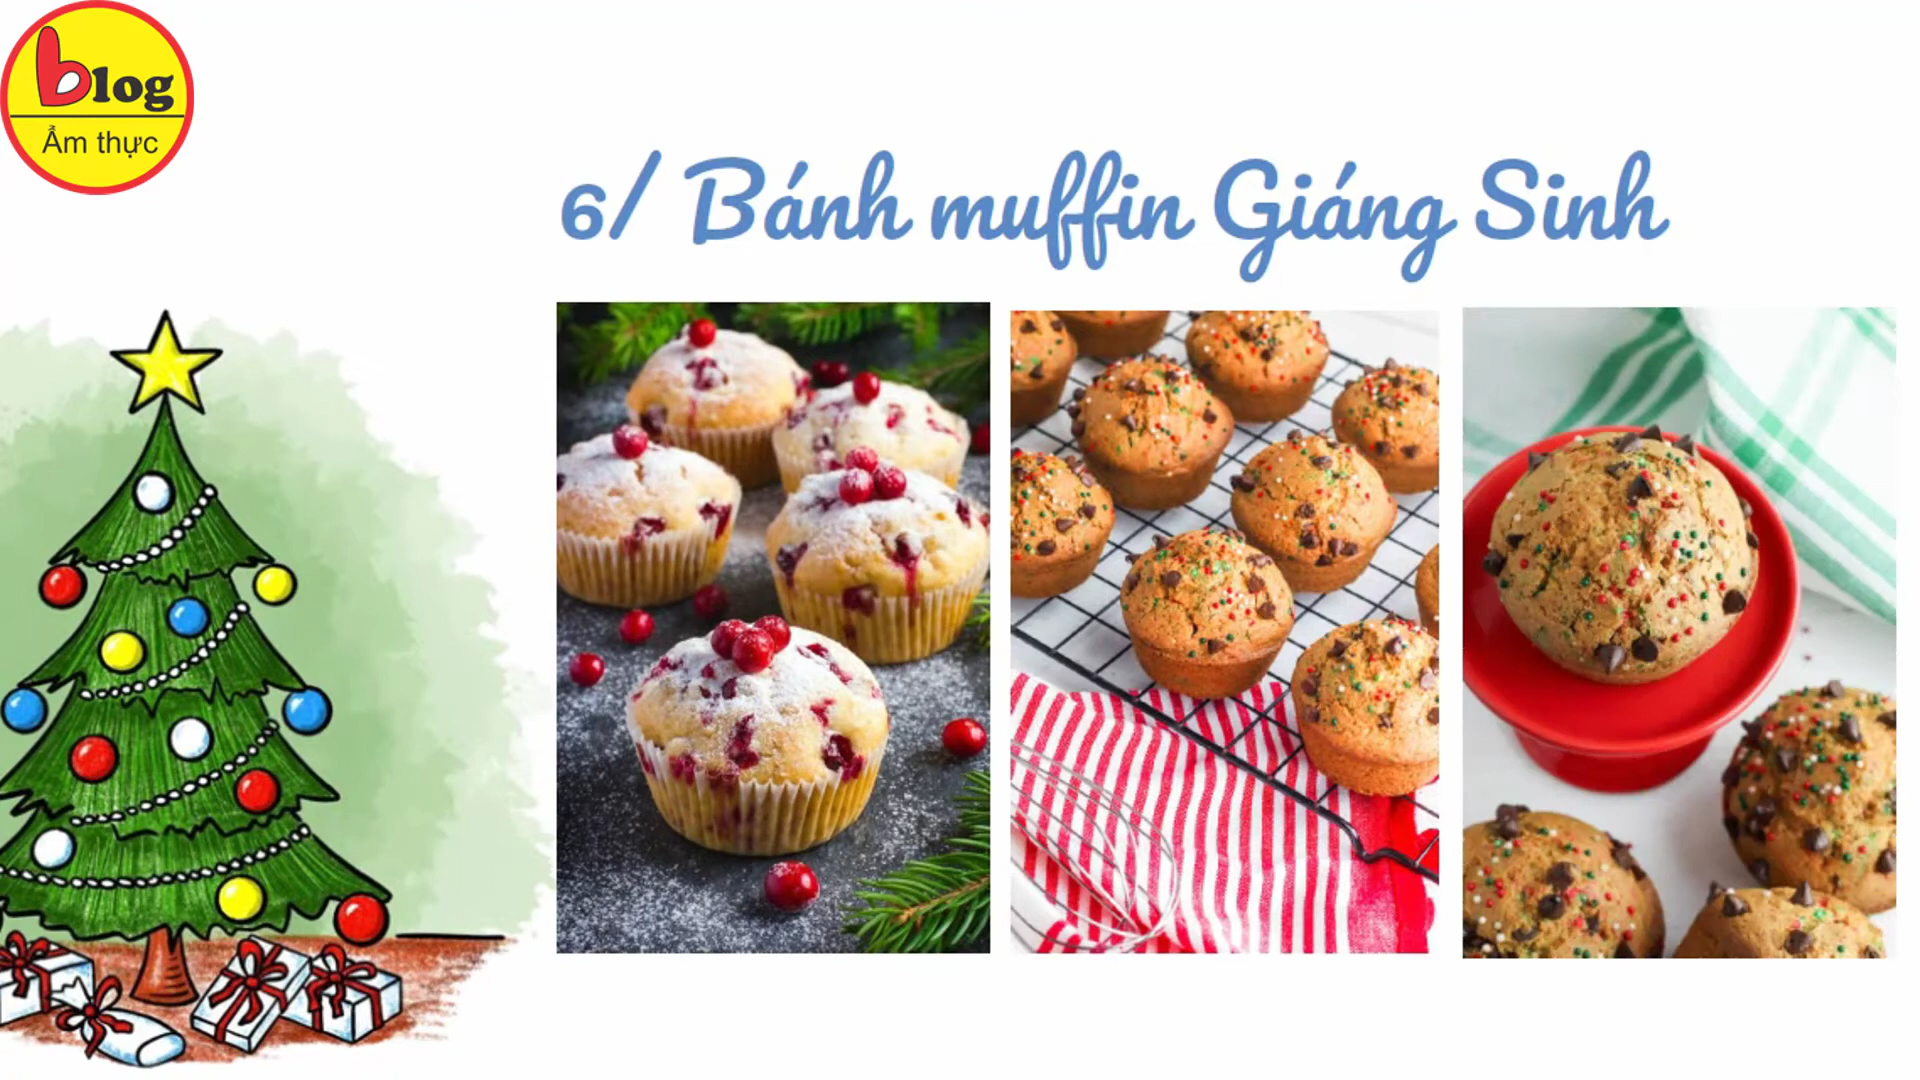 blog
Ẩm thực
6/ Bánh muffin Giáng Sinh